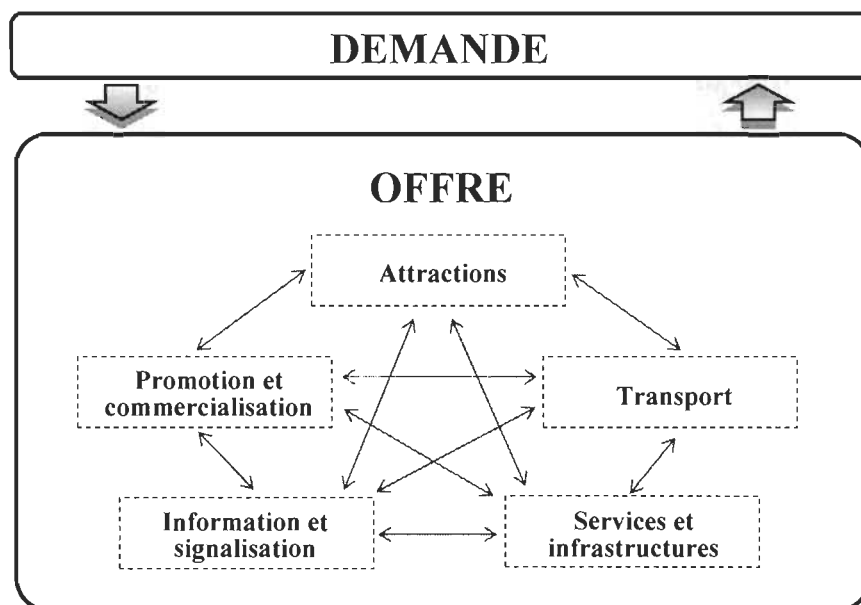 DEMANDE
OFFRE
Attractions
Promotion et
commercialisation
Transport
Information et
signalisation
Services et
infrastructures